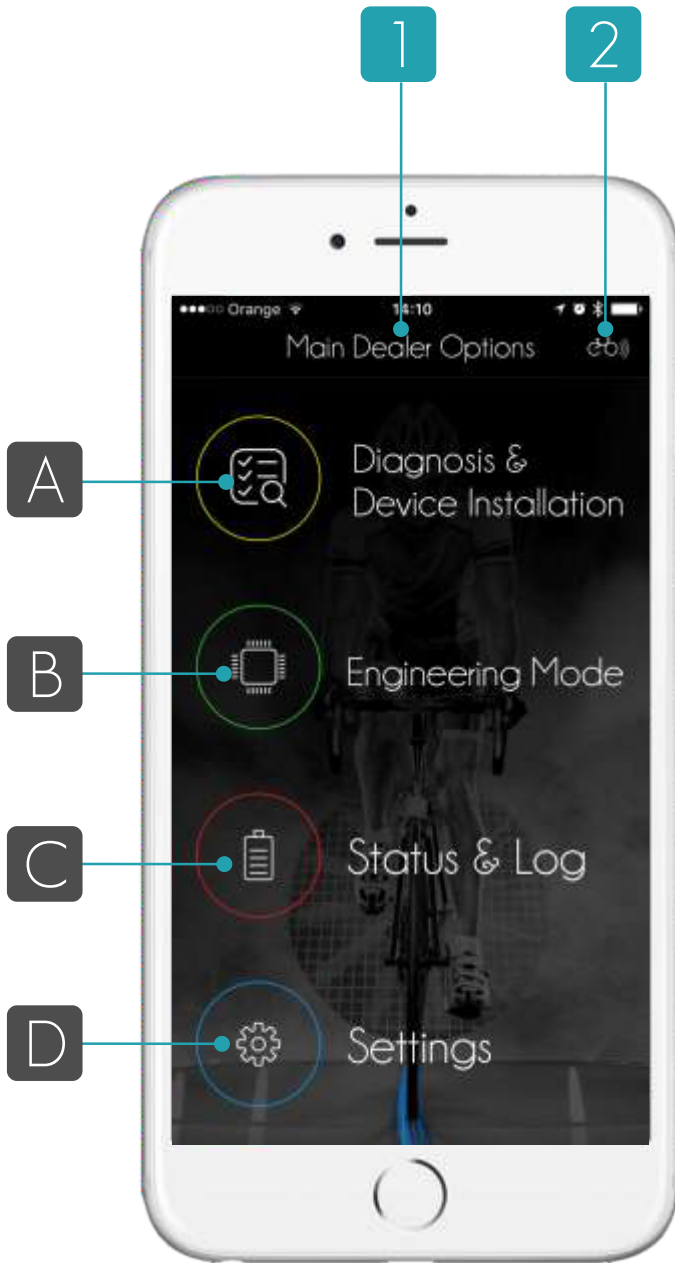 1 2
Orange 14:10
Main Dealer Options
A
Diagnosis &
Device Installation
B
Engineering Mode
C
Status & Log
D
Settings